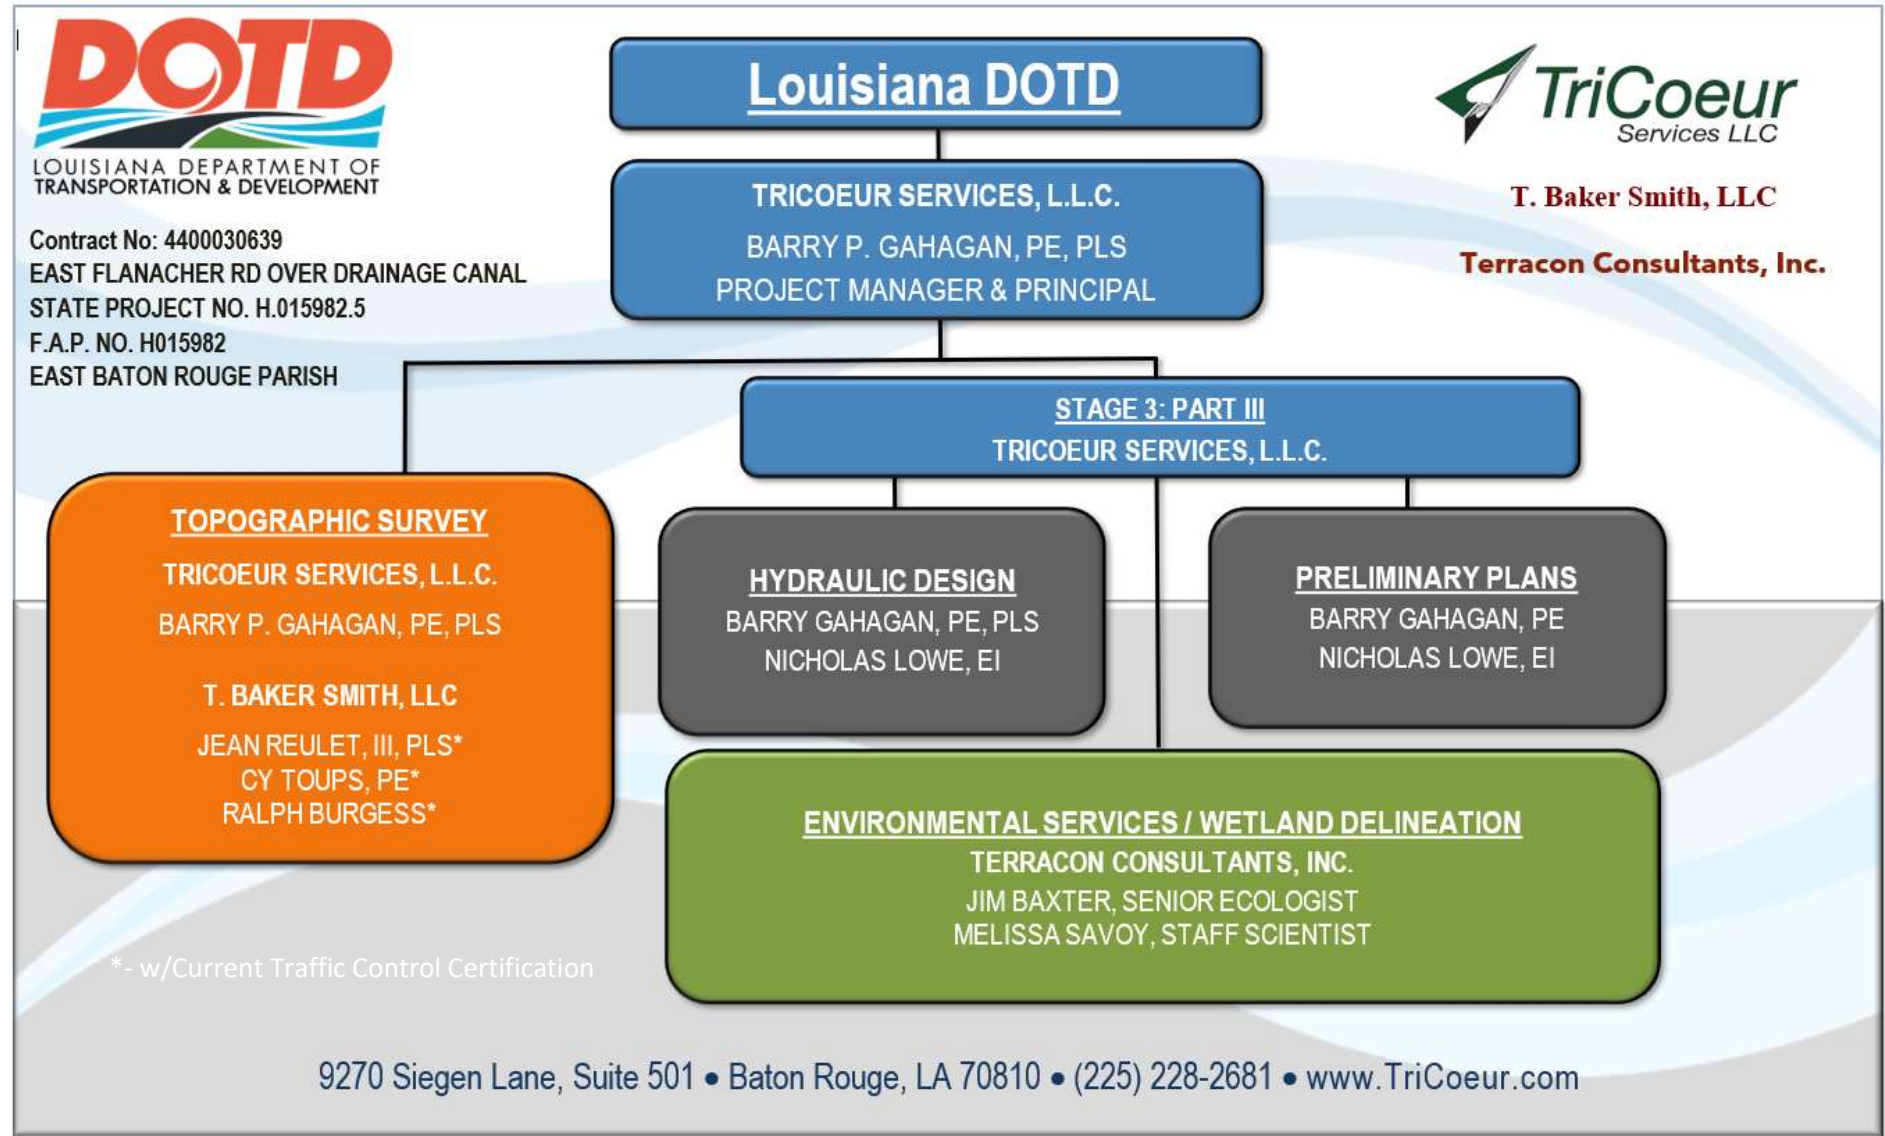 DOTD
LOUISIANA DEPARTMENT OF
TRANSPORTATION & DEVELOPMENT
Contract No: 4400030639
EAST FLANACHER RD OVER DRAINAGE CANAL
STATE PROJECT NO. H.015982.5
F.A.P. NO. H015982
EAST BATON ROUGE PARISH
Louisiana DOTD
TRICOEUR SERVICES, L.L.C.
BARRY P. GAHAGAN, PE, PLS
PROJECT MANAGER & PRINCIPAL
TriCoeur
Services LLC
T. Baker Smith, LLC
Terracon Consultants, Inc.
STAGE 3: PART III
TRICOEUR SERVICES, L.L.C.
TOPOGRAPHIC SURVEY
TRICOEUR SERVICES, L.L.C.
BARRY P. GAHAGAN, PE, PLS
T. BAKER SMITH, LLC
JEAN REULET, III, PLS*
CY TOUPS, PE*
RALPH BURGESS*
HYDRAULIC DESIGN
BARRY GAHAGAN, PE, PLS
NICHOLAS LOWE, EI
PRELIMINARY PLANS
BARRY GAHAGAN, PE
NICHOLAS LOWE, EI
ENVIRONMENTAL SERVICES / WETLAND DELINEATION
TERRACON CONSULTANTS, INC.
JIM BAXTER, SENIOR ECOLOGIST
MELISSA SAVOY, STAFF SCIENTIST
*- w/Current Traffic Control Certification
9270 Siegen Lane, Suite 501 • Baton Rouge, LA 70810 • (225) 228-2681 • www.TriCoeur.com